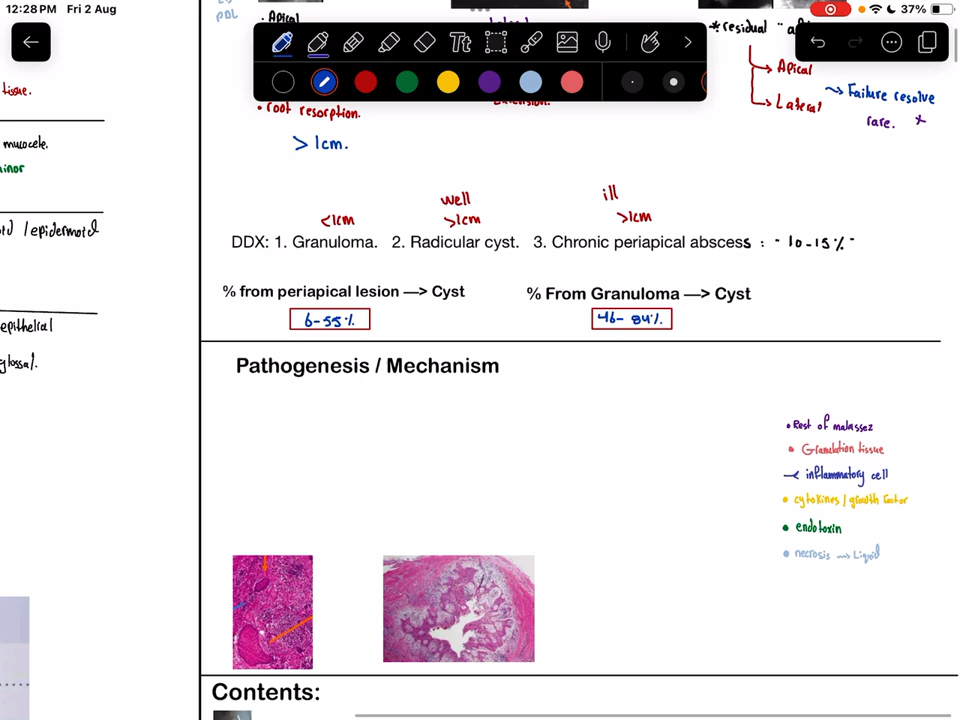 12:28 PM Fri 2 Aug
37%
PDL
• Apical
*residual
Apical
Lateral
Failure resolve
rare. x
tissue.
• root resorption.
> 1cm.
mucocele.
inor
<1cm
well
>1cm
ill
>1cm
/epidermoid
DDX: 1. Granuloma. 2. Radicular cyst. 3. Chronic periapical abscess : - 10-15% -
% from periapical lesion —> Cyst
6-55%
% From Granuloma —> Cyst
46-84%
epithelial
glossal.
Pathogenesis / Mechanism
• Rest of malassez
• Granulation tissue
inflammatory cell
• cytokines / growth factor
• endotoxin
• necrosis → Liquid
Contents: